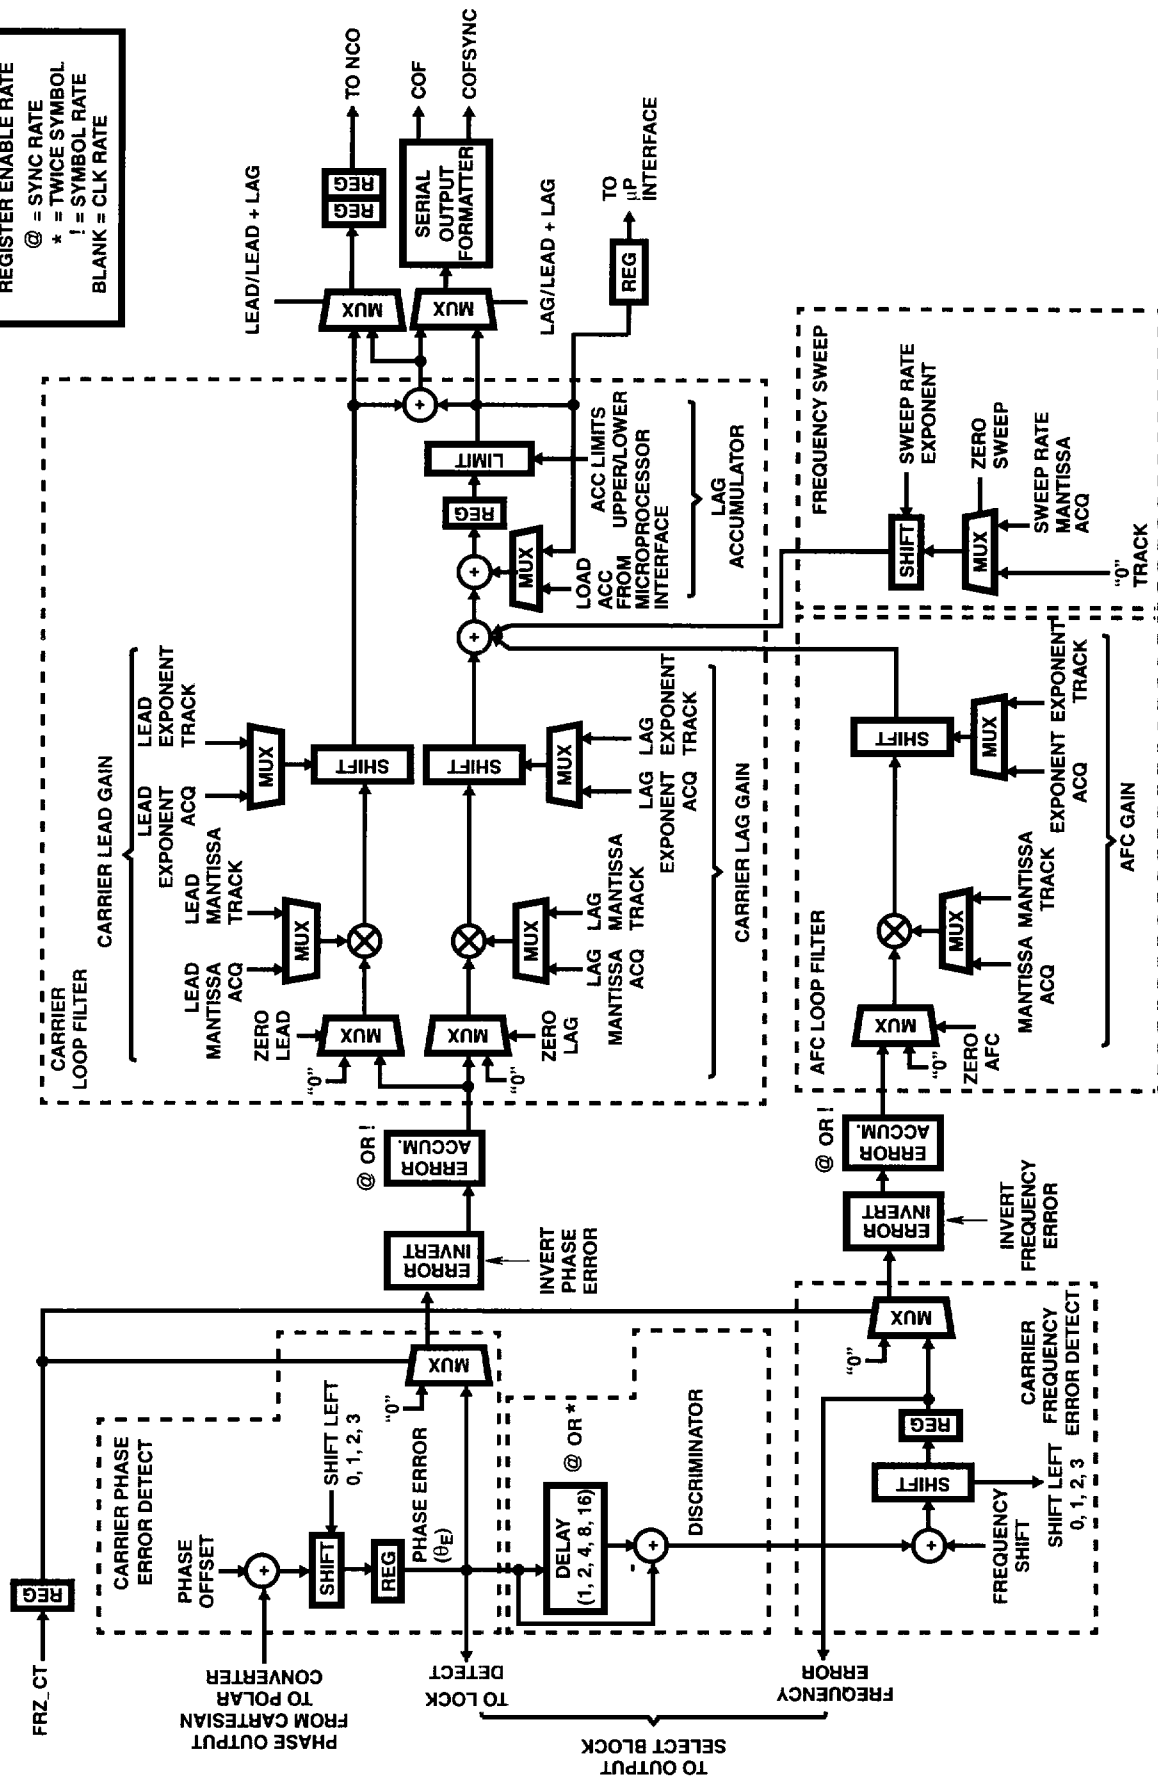 REGISTER ENABLE RATE
@ = SYNC RATE
* = TWICE SYMBOL
! = SYMBOL RATE
BLANK = CLK RATE
TO NCO
COF
COFSYNC
REG
REG
SERIAL
OUTPUT
FORMATTER
LEAD/LEAD + LAG
MUX
MUX
LAG/LEAD + LAG
REG
TO
µP
INTERFACE
CARRIER
LOOP FILTER
CARRIER LEAD GAIN
LEAD
MANTISSA
ACQ
LEAD
MANTISSA
TRACK
LEAD
EXPONENT
ACQ
LEAD
EXPONENT
TRACK
MUX
MUX
ZERO
LEAD
"0"
MUX
SHIFT
+
MUX
"0"
ZERO
LAG
SHIFT
+
+
REG
LIMIT
MUX
LAG
MANTISSA
ACQ
LAG
MANTISSA
TRACK
MUX
LAG
EXPONENT
ACQ
LAG
EXPONENT
TRACK
CARRIER LAG GAIN
MUX
LOAD
ACC
FROM
MICROPROCESSOR
INTERFACE
ACC LIMITS
UPPER/LOWER
LAG
ACCUMULATOR
FREQUENCY SWEEP
SHIFT
SWEEP RATE
EXPONENT
MUX
ZERO
SWEEP
SWEEP RATE
MANTISSA
ACQ
"0"
TRACK
AFC LOOP FILTER
MUX
"0"
ZERO
AFC
SHIFT
MUX
MANTISSA
ACQ
MANTISSA
TRACK
MUX
EXPONENT
ACQ
EXPONENT
TRACK
AFC GAIN
@ OR !
ERROR
ACCUM.
ERROR
INVERT
INVERT
PHASE
ERROR
@ OR !
ERROR
ACCUM.
ERROR
INVERT
INVERT
FREQUENCY
ERROR
FRZ_CT
REG
CARRIER PHASE
ERROR DETECT
PHASE
OFFSET
+
SHIFT
SHIFT LEFT
0, 1, 2, 3
REG
PHASE ERROR
(θE)
"0"
MUX
PHASE OUTPUT
FROM CARTESIAN
TO POLAR
CONVERTER
TO LOCK
DETECT
DELAY
(1, 2, 4, 8, 16)
@ OR *
-
+
DISCRIMINATOR
MUX
"0"
CARRIER
FREQUENCY
ERROR DETECT
REG
SHIFT
SHIFT LEFT
0, 1, 2, 3
+
FREQUENCY
SHIFT
FREQUENCY
ERROR
TO OUTPUT
SELECT BLOCK